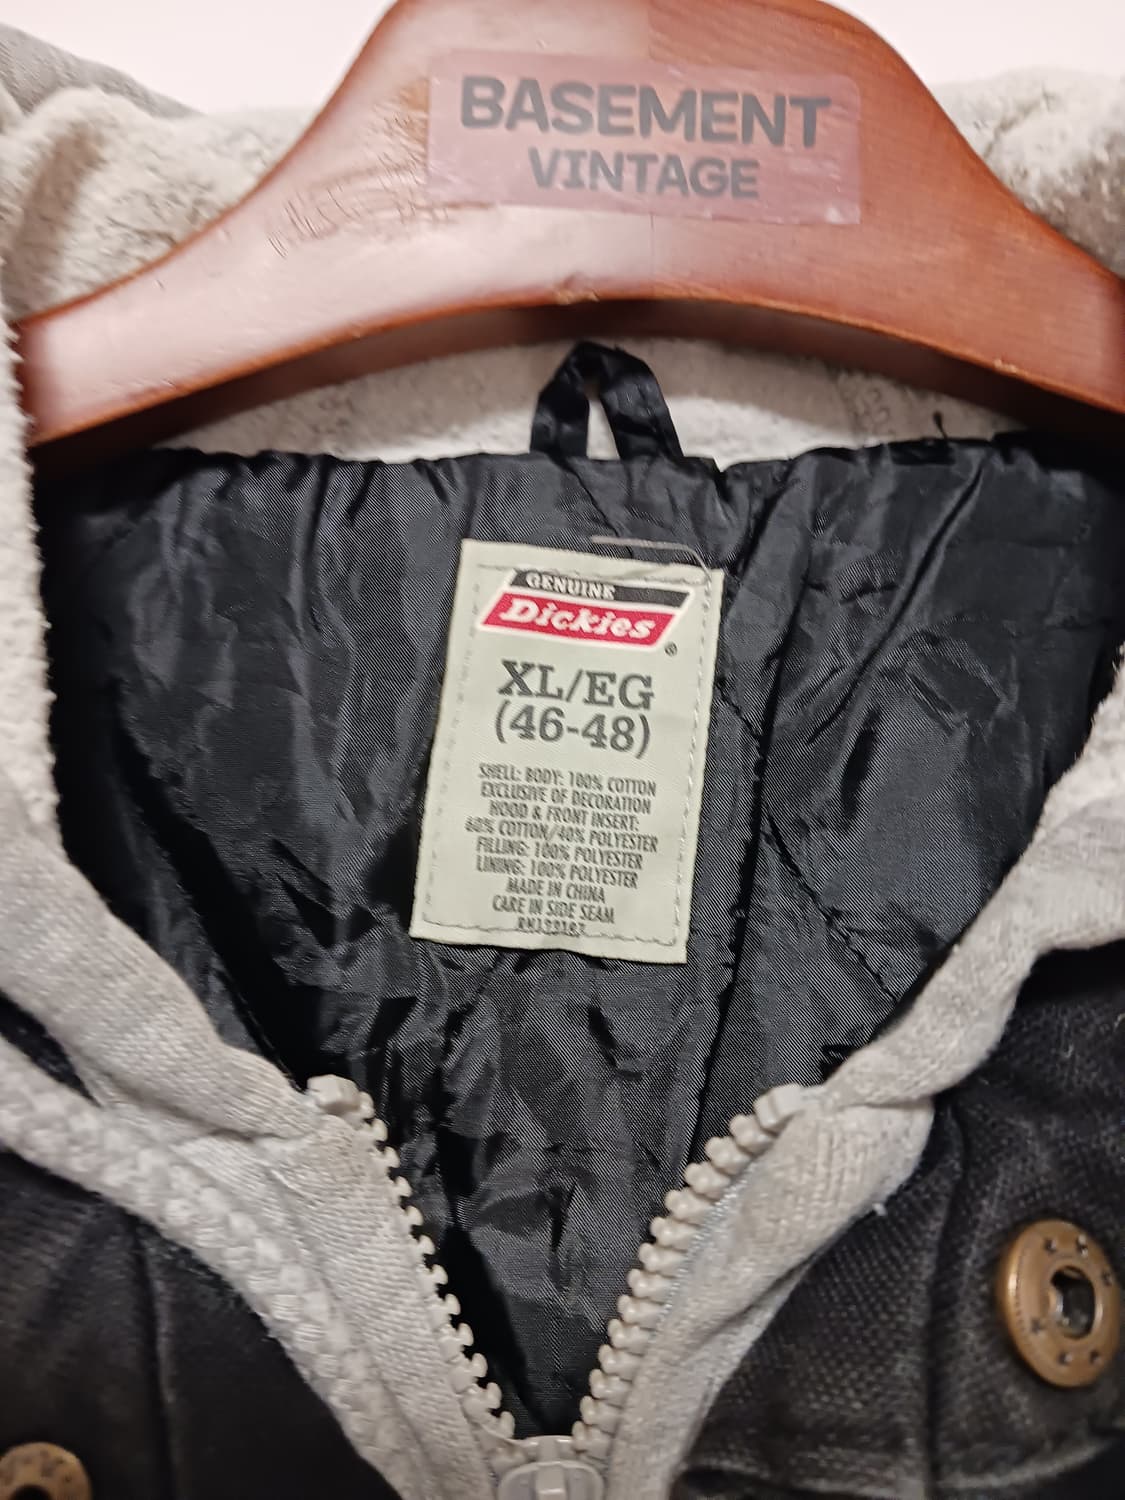 BASEMENT
VINTAGE
GENUINE
Dickies
®
XL/EG
(46-48)
SHELL: BODY: 100% COTTON
EXCLUSIVE OF DECORATION
HOOD & FRONT INSERT:
60% COTTON/40% POLYESTER
FILLING: 100% POLYESTER
LINING: 100% POLYESTER
MADE IN CHINA
CARE IN SIDE SEAM